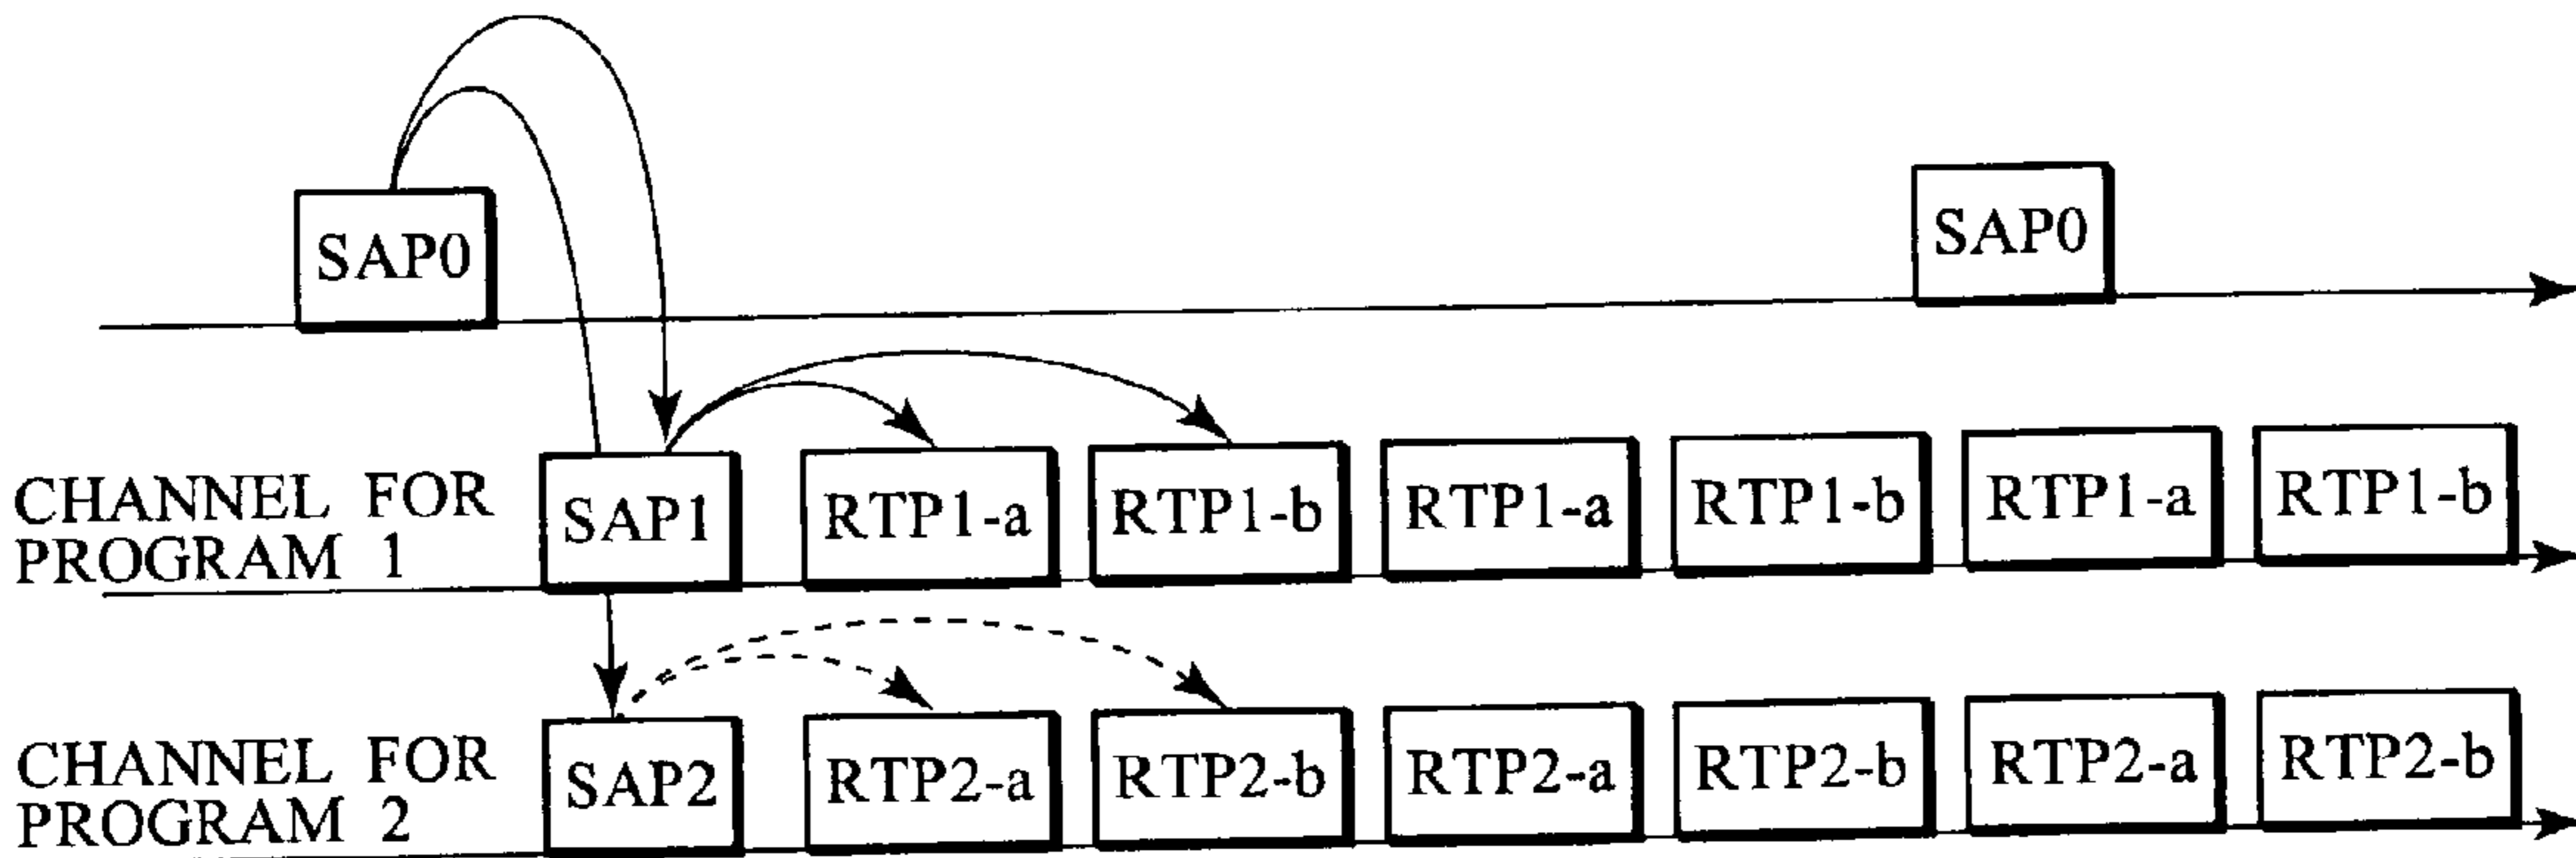 SAP0 SAP0
CHANNEL FOR
PROGRAM 1
SAP1 RTP1-a RTP1-b RTP1-a RTP1-b RTP1-a RTP1-b
CHANNEL FOR
PROGRAM 2
SAP2 RTP2-a RTP2-b RTP2-a RTP2-b RTP2-a RTP2-b